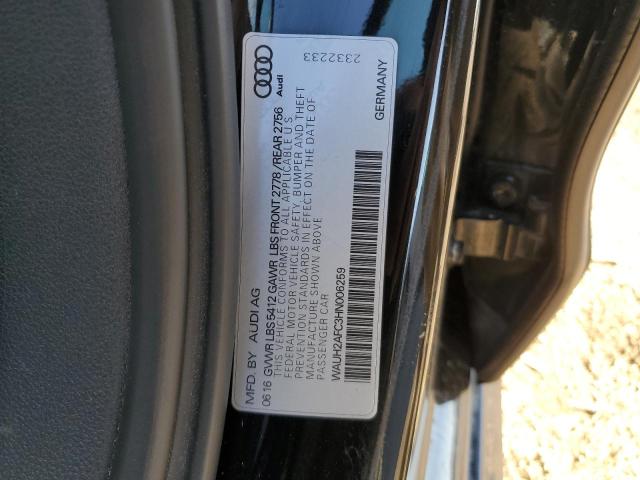 MFD. BY AUDI AG
06 16 GVWR LBS 5412 GAWR LBS FRONT 2778 / REAR 2756
THIS VEHICLE CONFORMS TO ALL APPLICABLE U S
FEDERAL MOTOR VEHICLE SAFETY, BUMPER AND THEFT
PREVENTION STANDARDS IN EFFECT ON THE DATE OF
MANUFACTURE SHOWN ABOVE
PASSENGER CAR
WAUH2AFC3HN006259
GERMANY
Audi
2332233